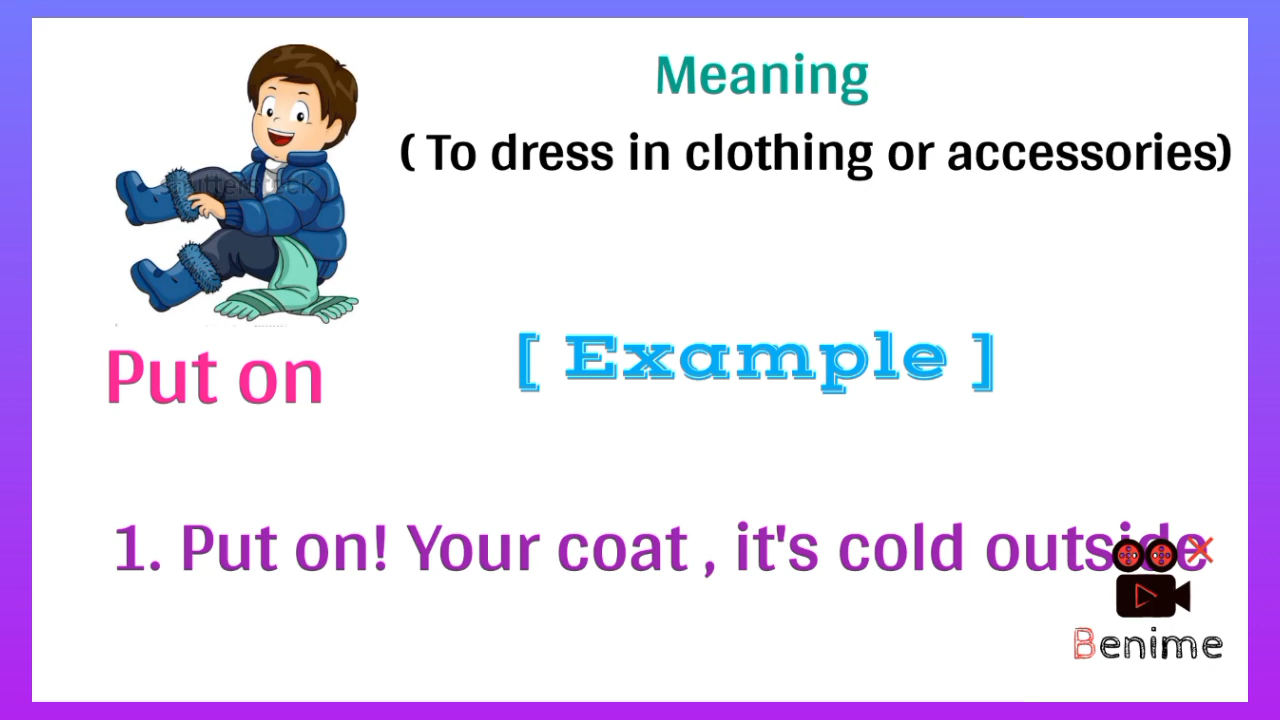 Meaning
( To dress in clothing or accessories)
shutterstock
Put on
[ Example ]
1. Put on! Your coat , it's cold outside
Benime